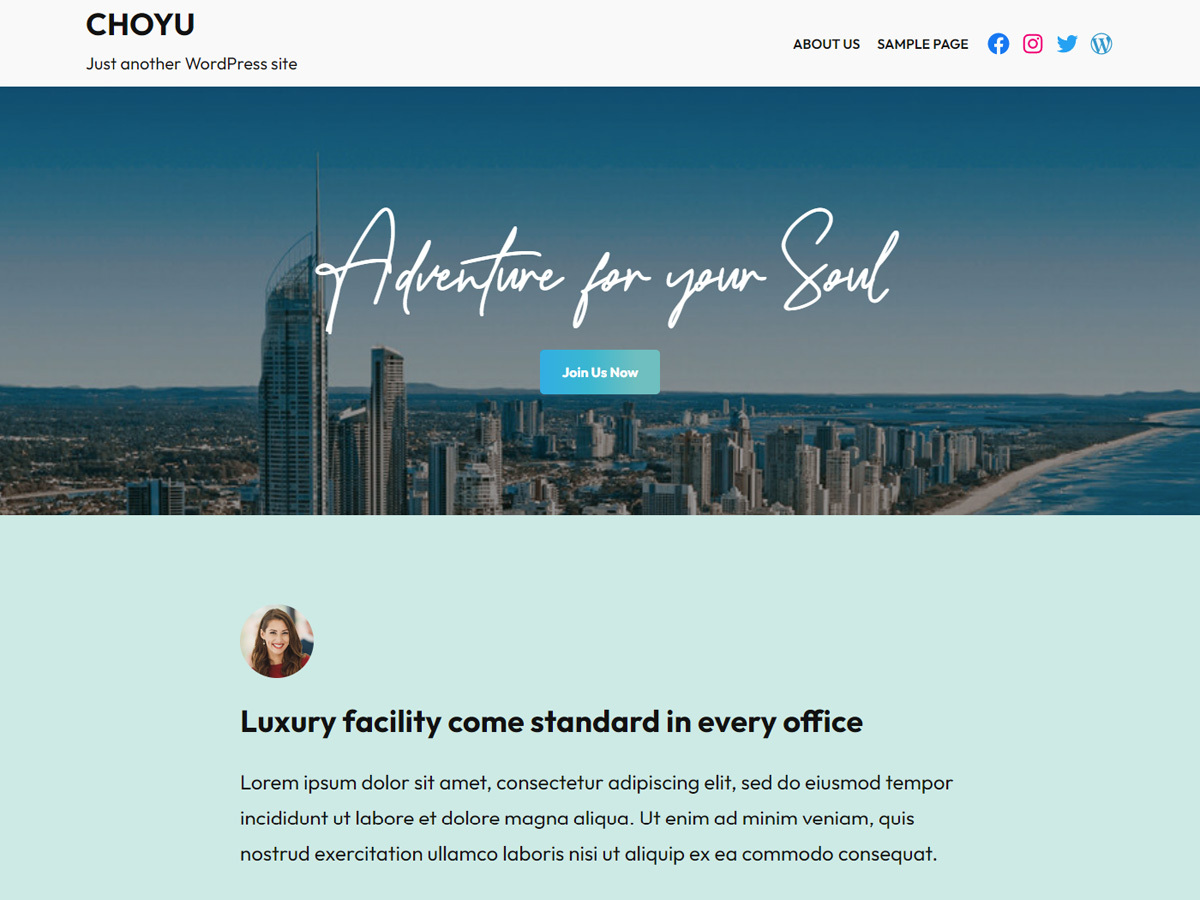 CHOYU
Just another WordPress site
ABOUT US SAMPLE PAGE
Adventure for your Soul
Join Us Now
Luxury facility come standard in every office
Lorem ipsum dolor sit amet, consectetur adipiscing elit, sed do eiusmod tempor
incididunt ut labore et dolore magna aliqua. Ut enim ad minim veniam, quis
nostrud exercitation ullamco laboris nisi ut aliquip ex ea commodo consequat.